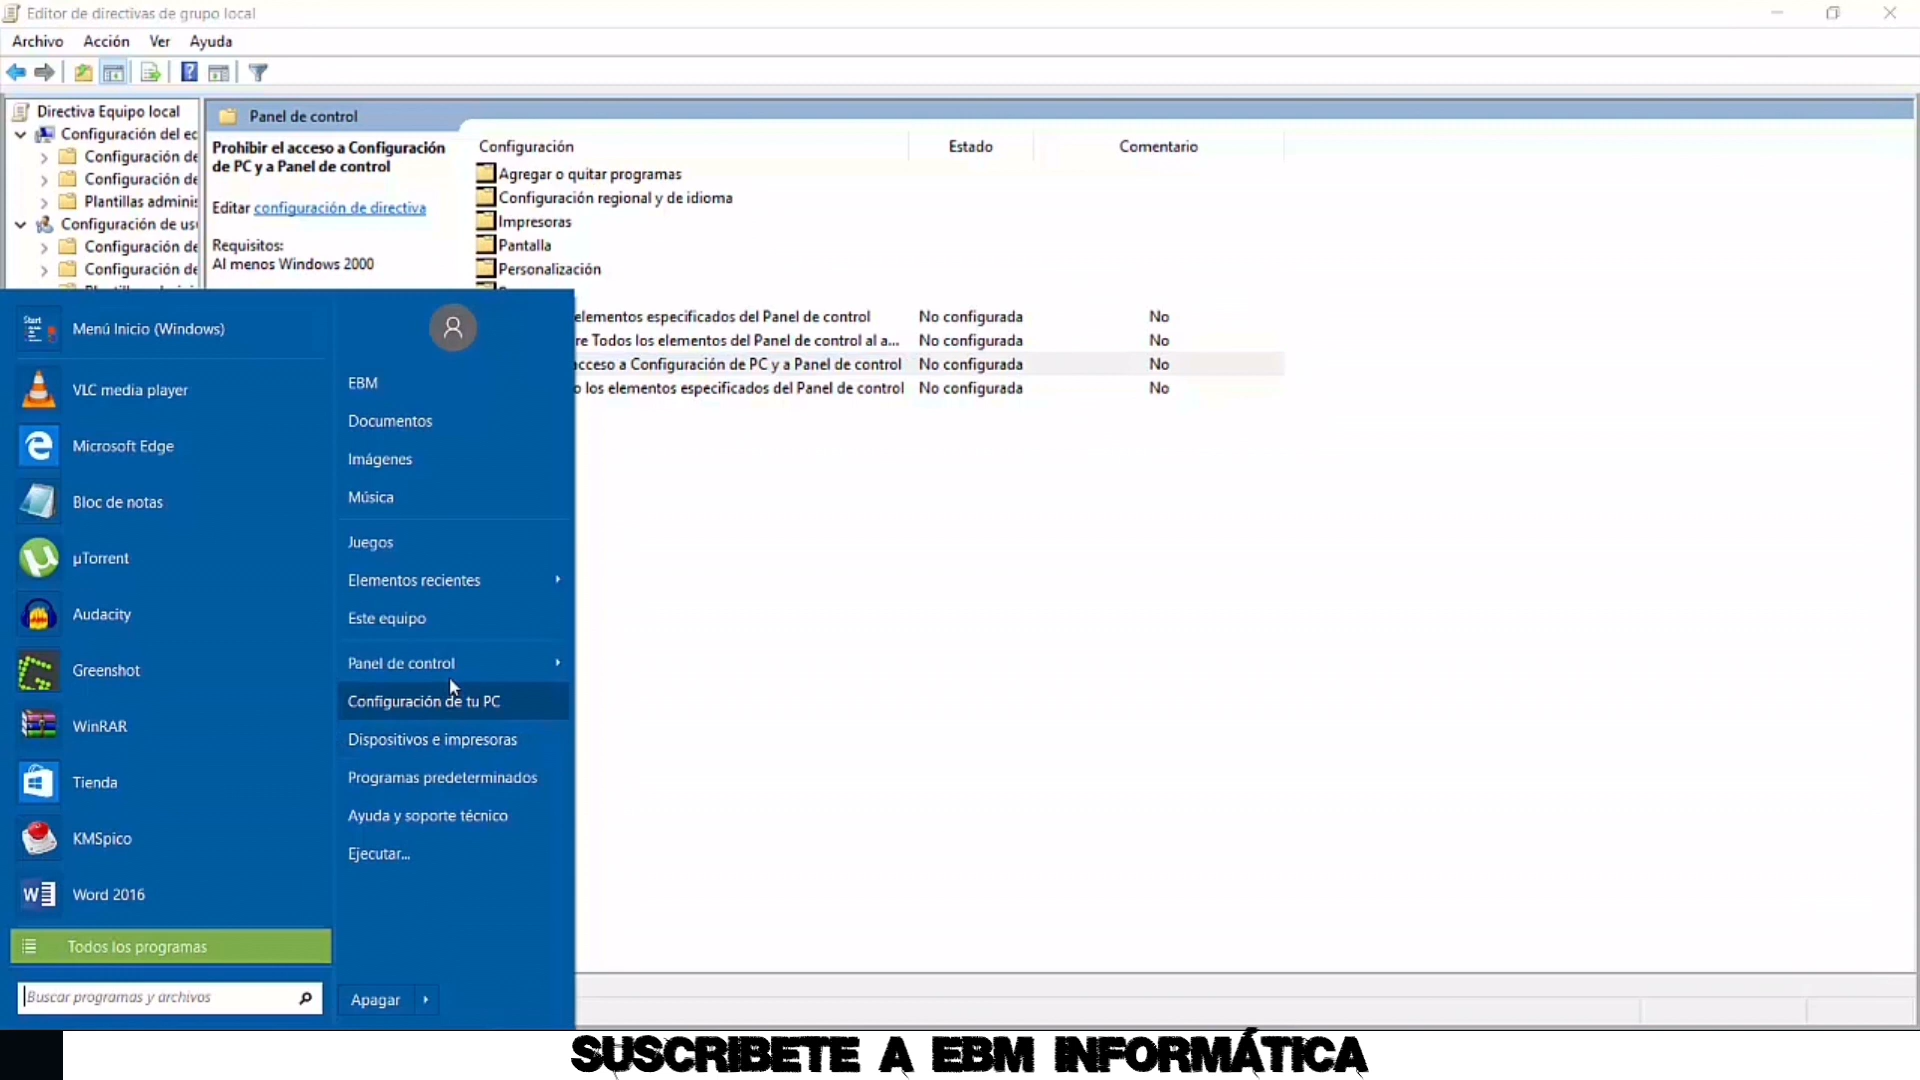 Editor de directivas de grupo local
Archivo Acción Ver Ayuda
Directiva Equipo local
Configuración del ec
Configuración de
Configuración de
Plantillas adminis
Configuración de us
Configuración de
Configuración de
Panel de control
Prohibir el acceso a Configuración
de PC y a Panel de control
Editar configuración de directiva
Requisitos:
Al menos Windows 2000
Configuración Estado Comentario
Agregar o quitar programas
Configuración regional y de idioma
Impresoras
Pantalla
Personalización
elementos especificados del Panel de control No configurada No
re Todos los elementos del Panel de control al a... No configurada No
acceso a Configuración de PC y a Panel de control No configurada No
o los elementos especificados del Panel de control No configurada No
Start
Menú Inicio (Windows)
VLC media player
Microsoft Edge
Bloc de notas
µTorrent
Audacity
Greenshot
WinRAR
Tienda
KMSpico
Word 2016
Todos los programas
Buscar programas y archivos
EBM
Documentos
Imágenes
Música
Juegos
Elementos recientes
Este equipo
Panel de control
Configuración de tu PC
Dispositivos e impresoras
Programas predeterminados
Ayuda y soporte técnico
Ejecutar...
Apagar
SUSCRIBETE A EBM INFORMÁTICA